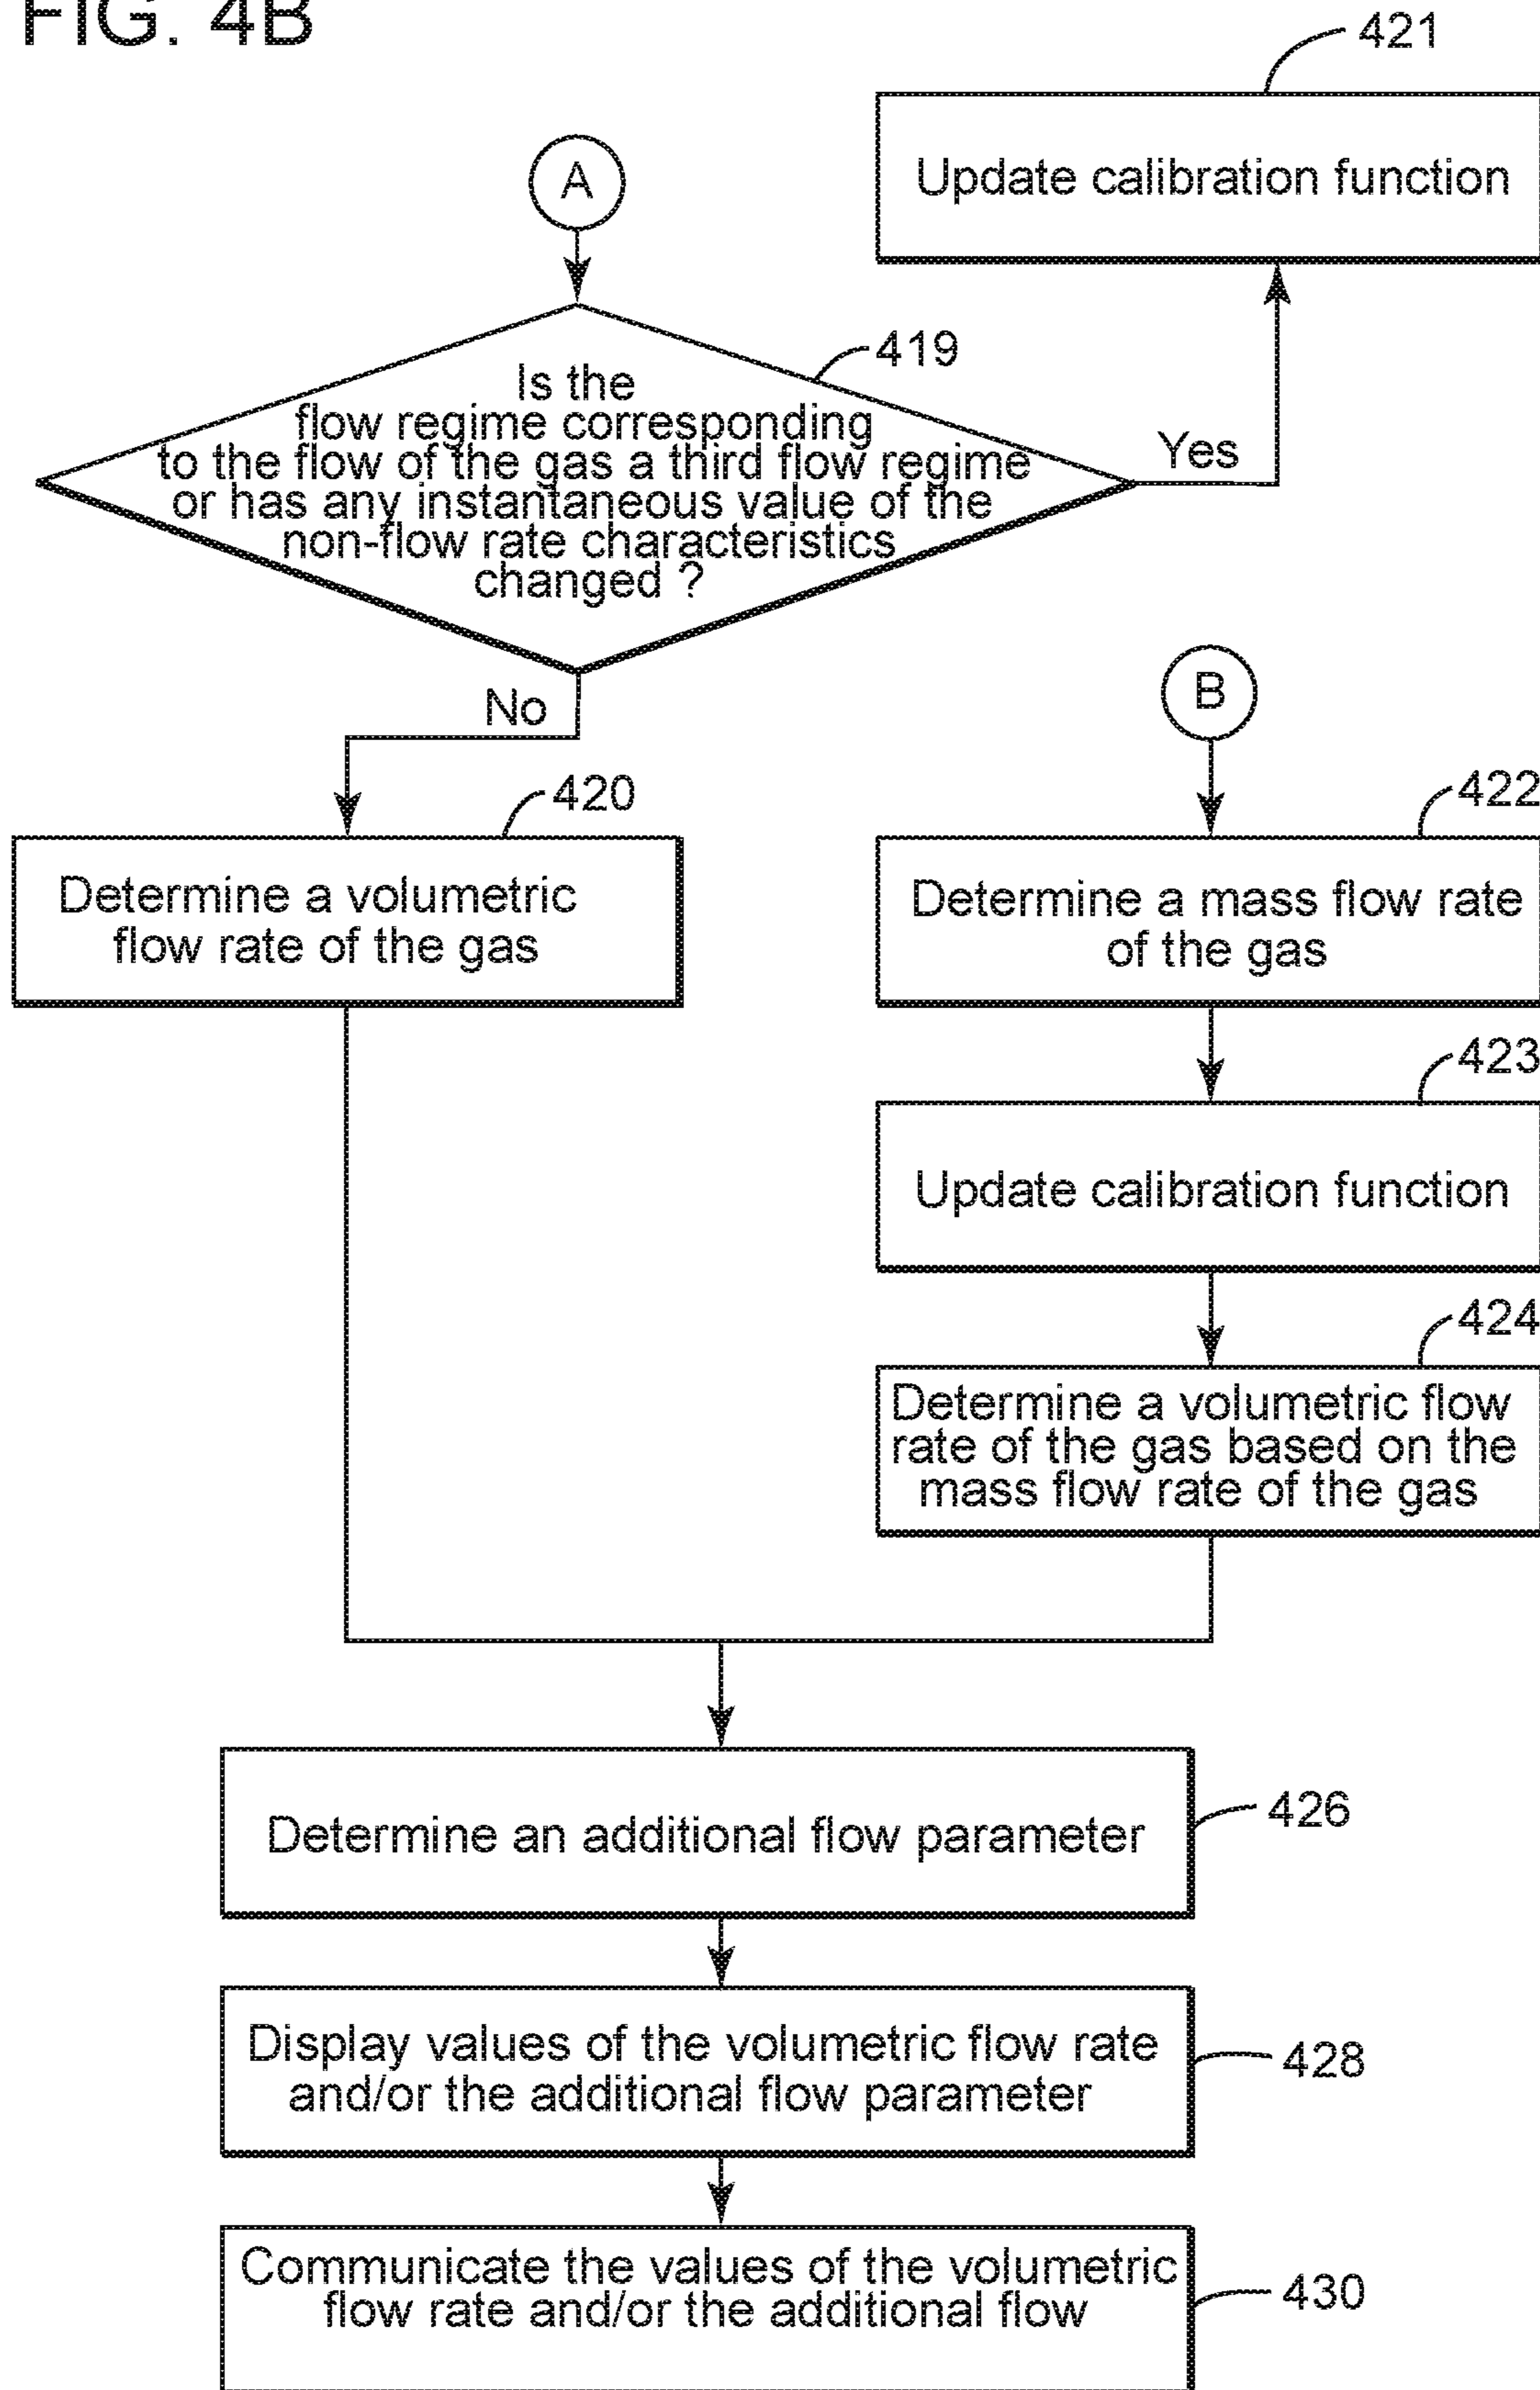 FIG. 4B
421
Update calibration function
A
419
Is the
flow regime corresponding
to the flow of the gas a third flow regime
or has any instantaneous value of the
non-flow rate characteristics
changed ?
Yes
No
B
420
Determine a volumetric
flow rate of the gas
422
Determine a mass flow rate
of the gas
423
Update calibration function
424
Determine a volumetric flow
rate of the gas based on the
mass flow rate of the gas
Determine an additional flow parameter
426
Display values of the volumetric flow rate
and/or the additional flow parameter
428
Communicate the values of the volumetric
flow rate and/or the additional flow
430